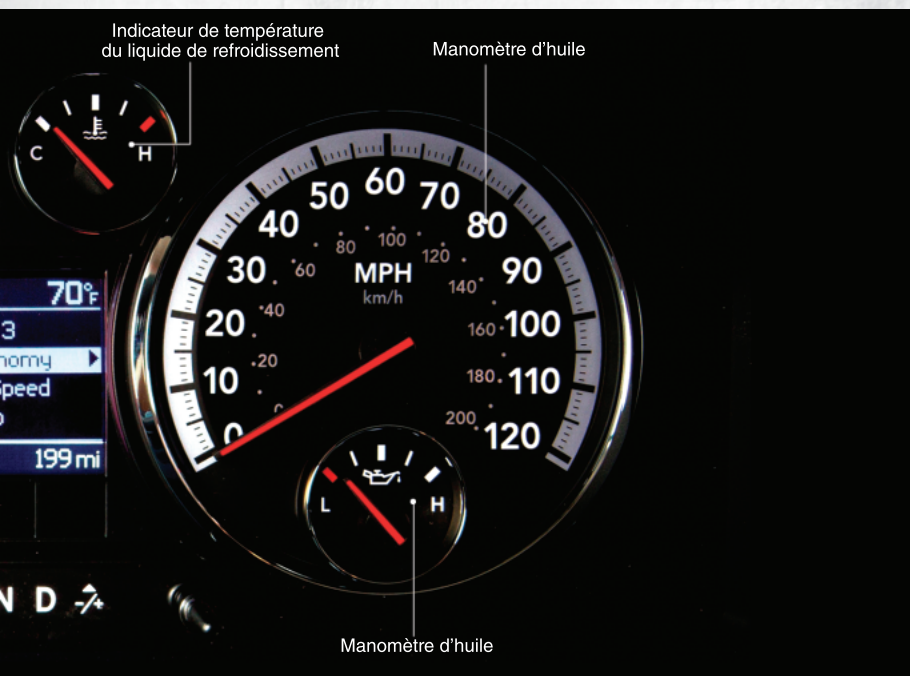 Indicateur de température
du liquide de refroidissement
Manomètre d'huile
C
H
70°F
3
nomy
Speed
199 mi
N D -/+
0
10
20
30
40
50
60
70
80
90
100
110
120
MPH
km/h
20
40
60
80
100
120
140
160
180
200
L
H
Manomètre d'huile